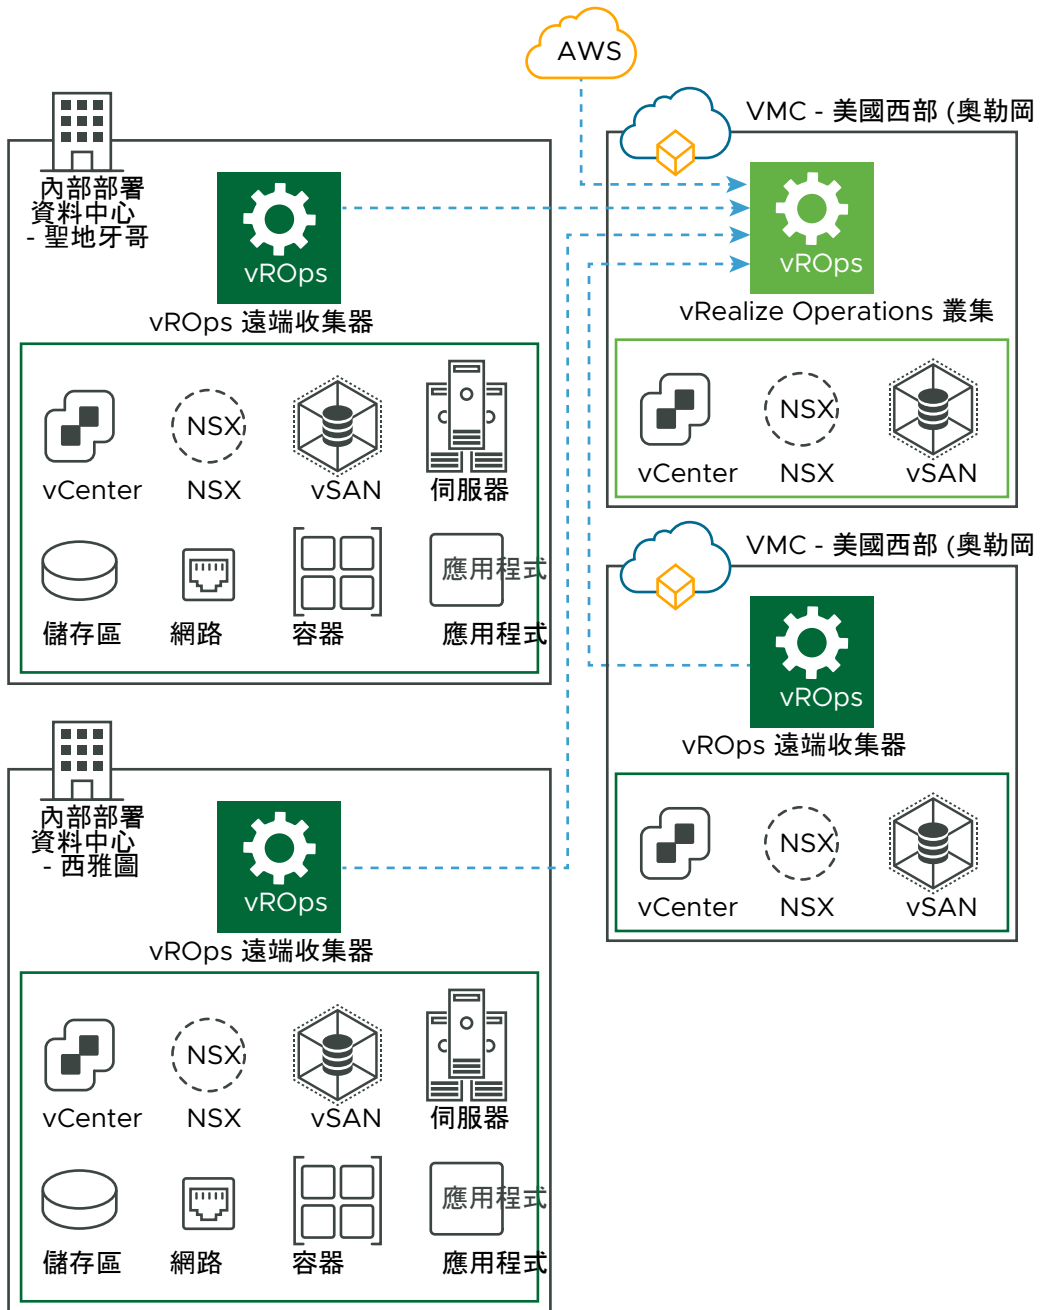 AWS
內部部署
資料中心
- 聖地牙哥
vROps
vROps 遠端收集器
vCenter
NSX
NSX
vSAN
伺服器
儲存區
網路
容器
應用程式
應用程式
VMC - 美國西部 (奧勒岡
vROps
vRealize Operations 叢集
vCenter
NSX
NSX
vSAN
VMC - 美國西部 (奧勒岡
vROps
vROps 遠端收集器
vCenter
NSX
NSX
vSAN
內部部署
資料中心
- 西雅圖
vROps
vROps 遠端收集器
vCenter
NSX
NSX
vSAN
伺服器
儲存區
網路
容器
應用程式
應用程式